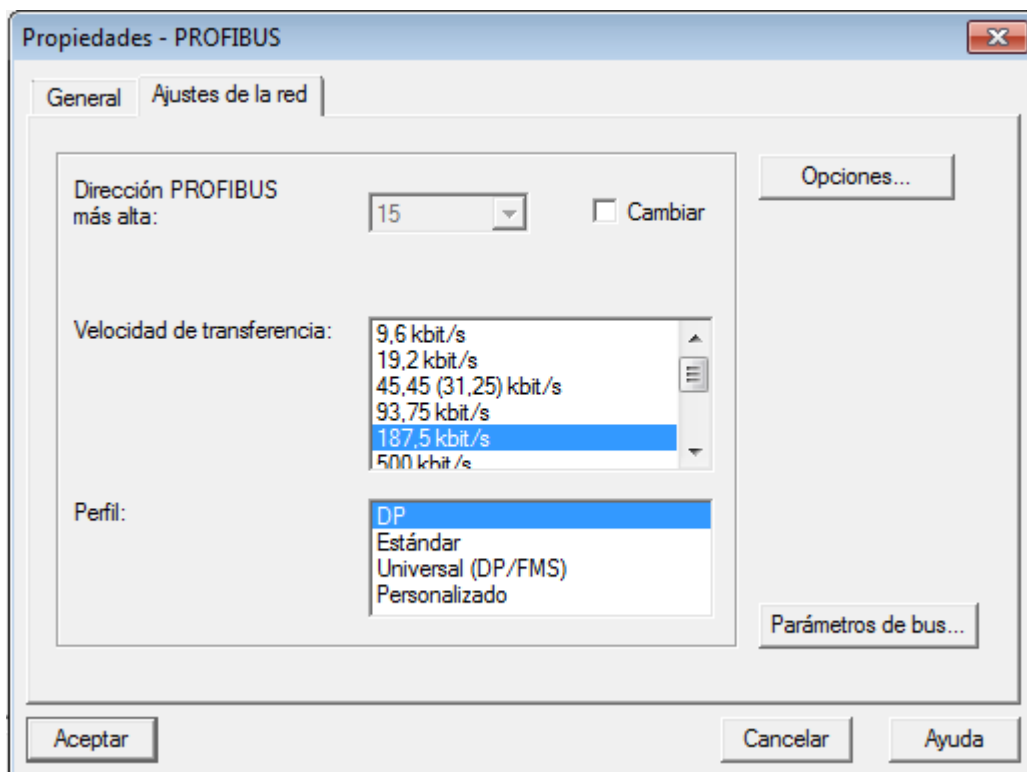 Propiedades - PROFIBUS
General
Ajustes de la red
Dirección PROFIBUS
más alta:
15
Cambiar
Opciones...
Velocidad de transferencia:
9,6 kbit/s
19,2 kbit/s
45,45 (31,25) kbit/s
93,75 kbit/s
187,5 kbit/s
500 kbit/s
Perfil:
DP
Estándar
Universal (DP/FMS)
Personalizado
Parámetros de bus...
Aceptar
Cancelar
Ayuda